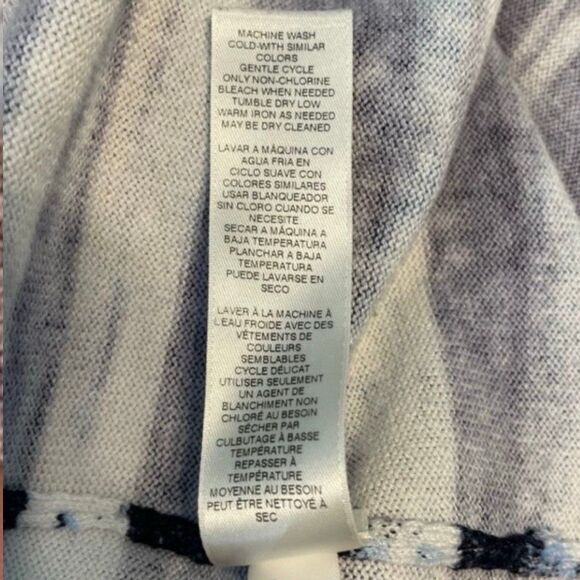 MACHINE WASH
COLD-WITH SIMILAR
COLORS
GENTLE CYCLE
ONLY NON-CHLORINE
BLEACH WHEN NEEDED
TUMBLE DRY LOW
WARM IRON AS NEEDED
MAY BE DRY CLEANED
LAVAR A MÁQUINA CON
AGUA FRIA EN
CICLO SUAVE CON
COLORES SIMILARES
USAR BLANQUEADOR
SIN CLORO CUANDO SE
NECESITE
SECAR A MÁQUINA A
BAJA TEMPERATURA
PLANCHAR A BAJA
TEMPERATURA
PUEDE LAVARSE EN
SECO
LAVER À LA MACHINE À
L'EAU FROIDE AVEC DES
VÊTEMENTS DE
COULEURS
SEMBLABLES
CYCLE DÉLICAT
UTILISER SEULEMENT
UN AGENT DE
BLANCHIMENT NON
CHLORÉ AU BESOIN
SÉCHER PAR
CULBUTAGE À BASSE
TEMPÉRATURE
REPASSER À
TEMPÉRATURE
MOYENNE AU BESOIN
PEUT ÊTRE NETTOYÉ À
SEC